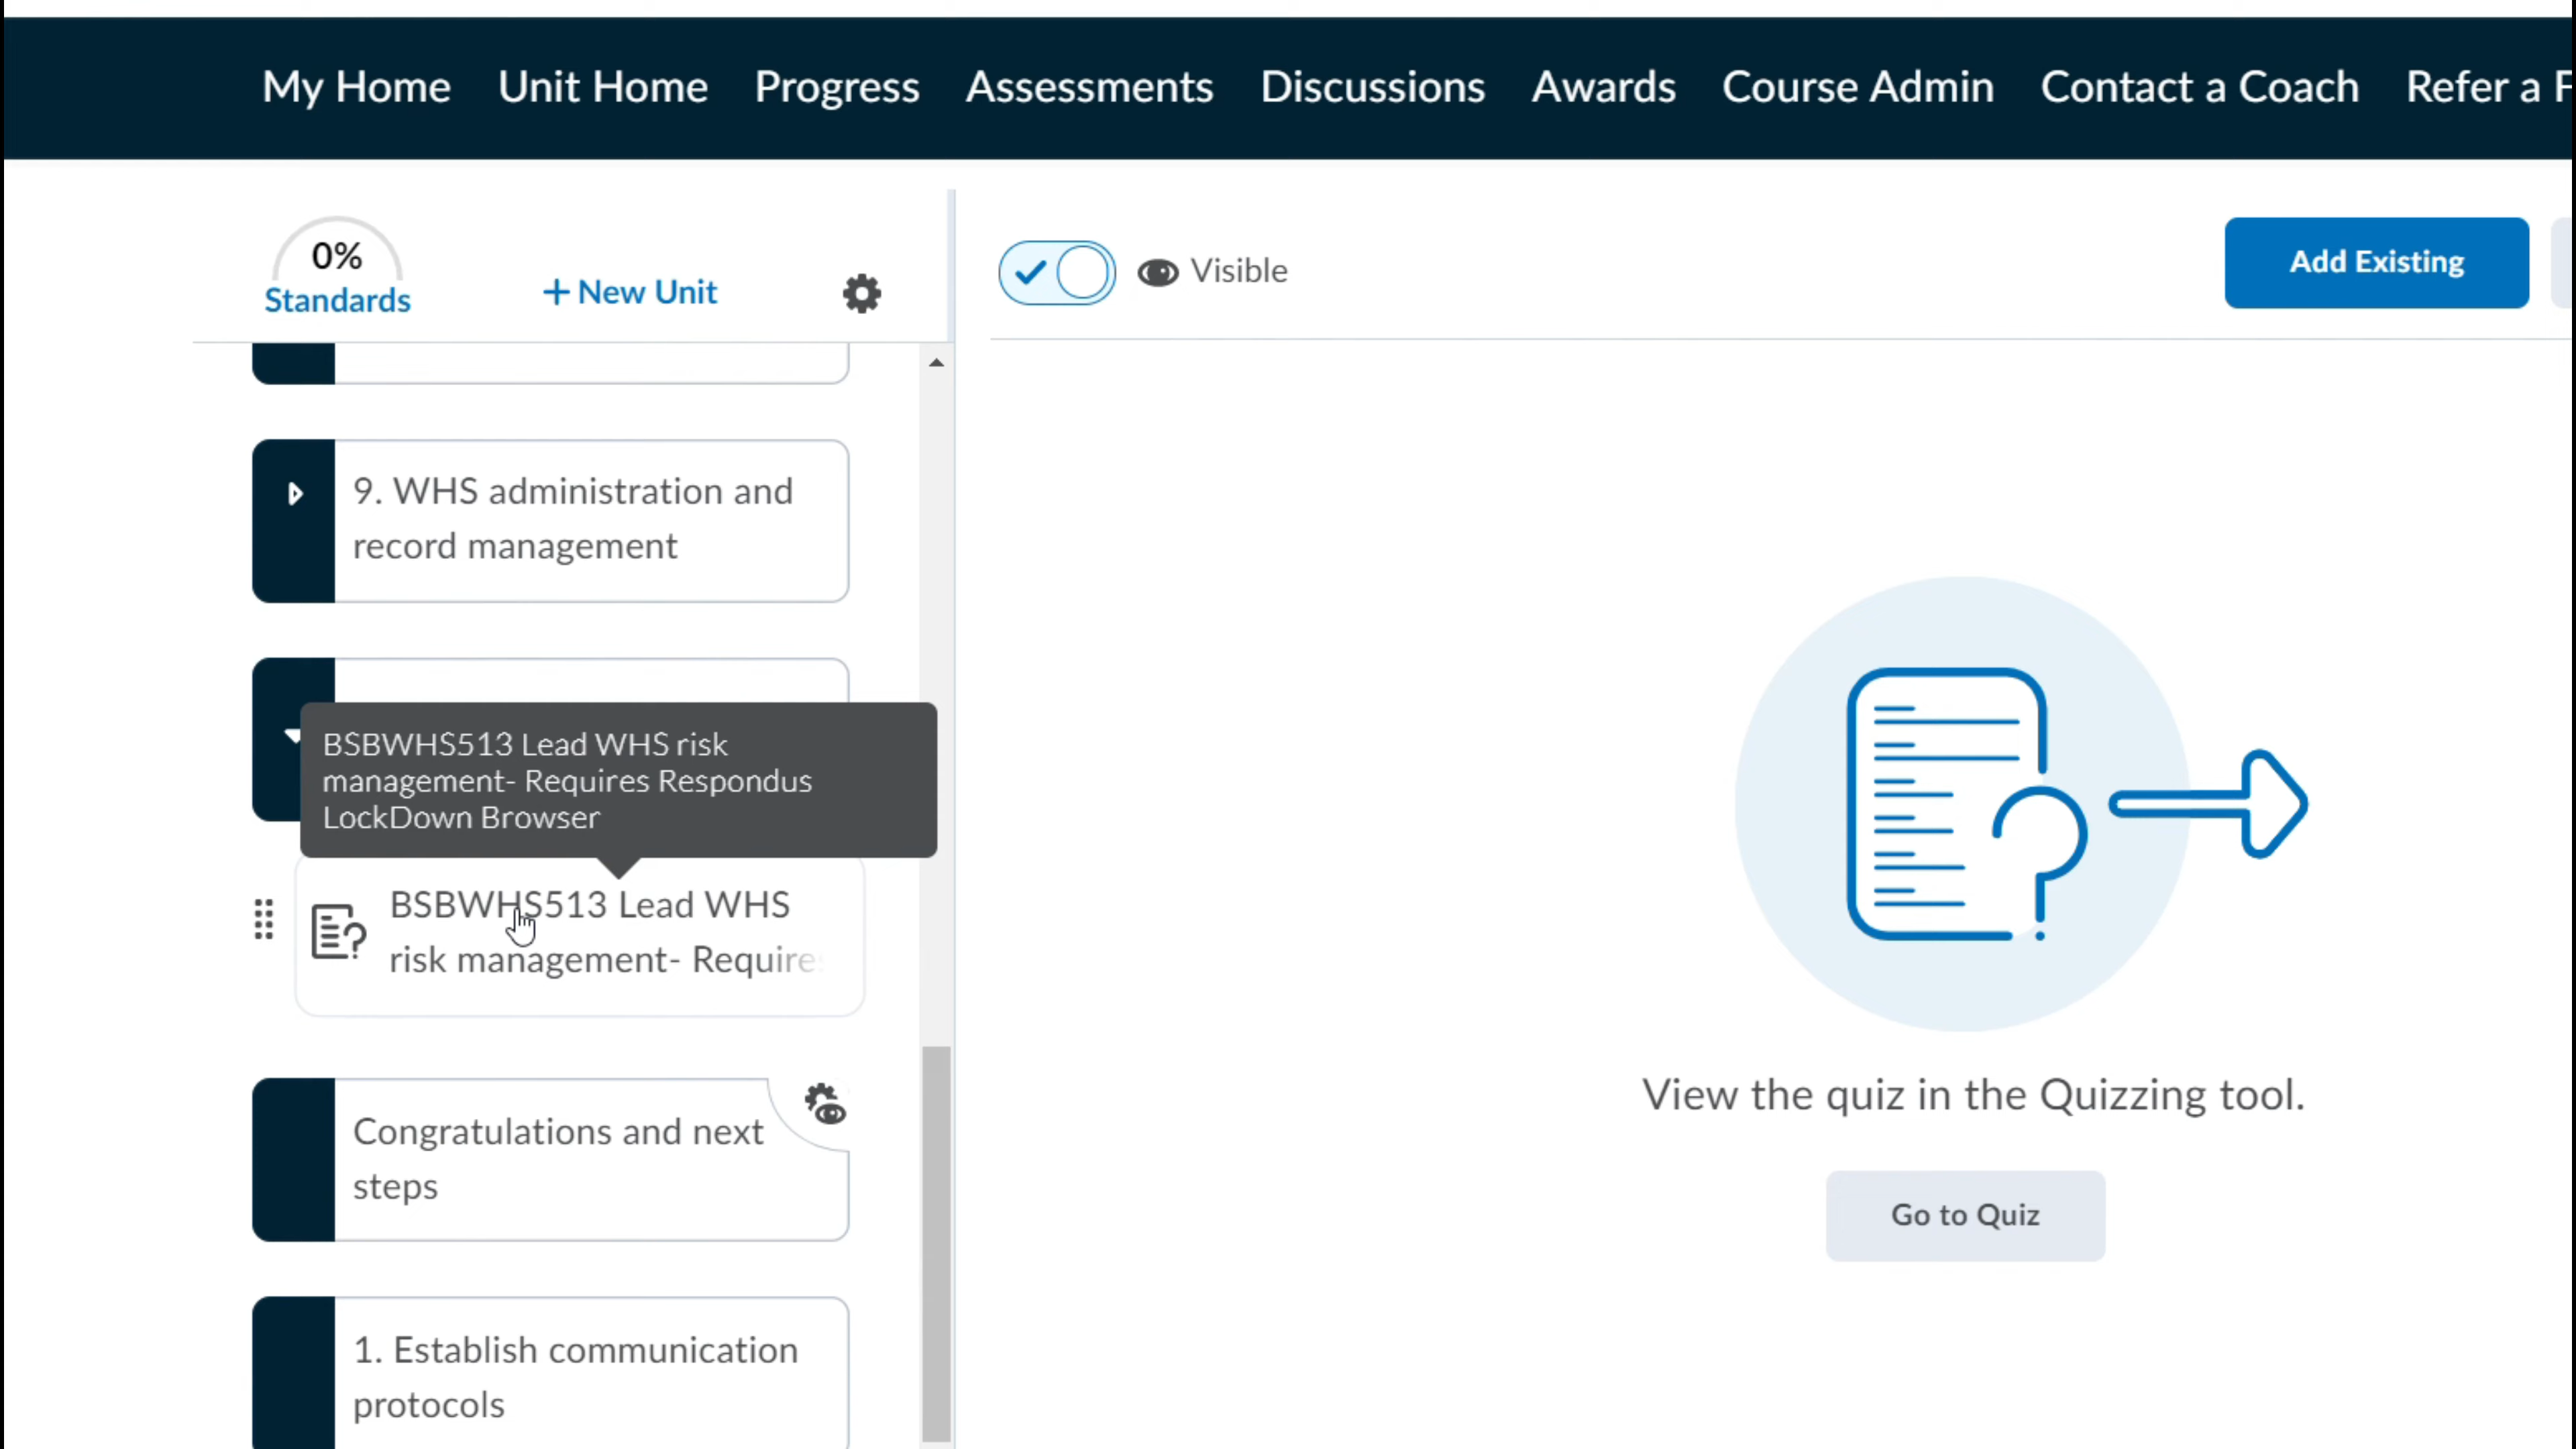 My Home Unit Home Progress Assessments Discussions Awards Course Admin Contact a Coach Refer a
0%
Standards
+ New Unit
Visible
Add Existing
9. WHS administration and
record management
BSBWHS513 Lead WHS risk
management- Requires Respondus
LockDown Browser
BSBWHS513 Lead WHS
risk management- Require
Congratulations and next
steps
1. Establish communication
protocols
View the quiz in the Quizzing tool.
Go to Quiz